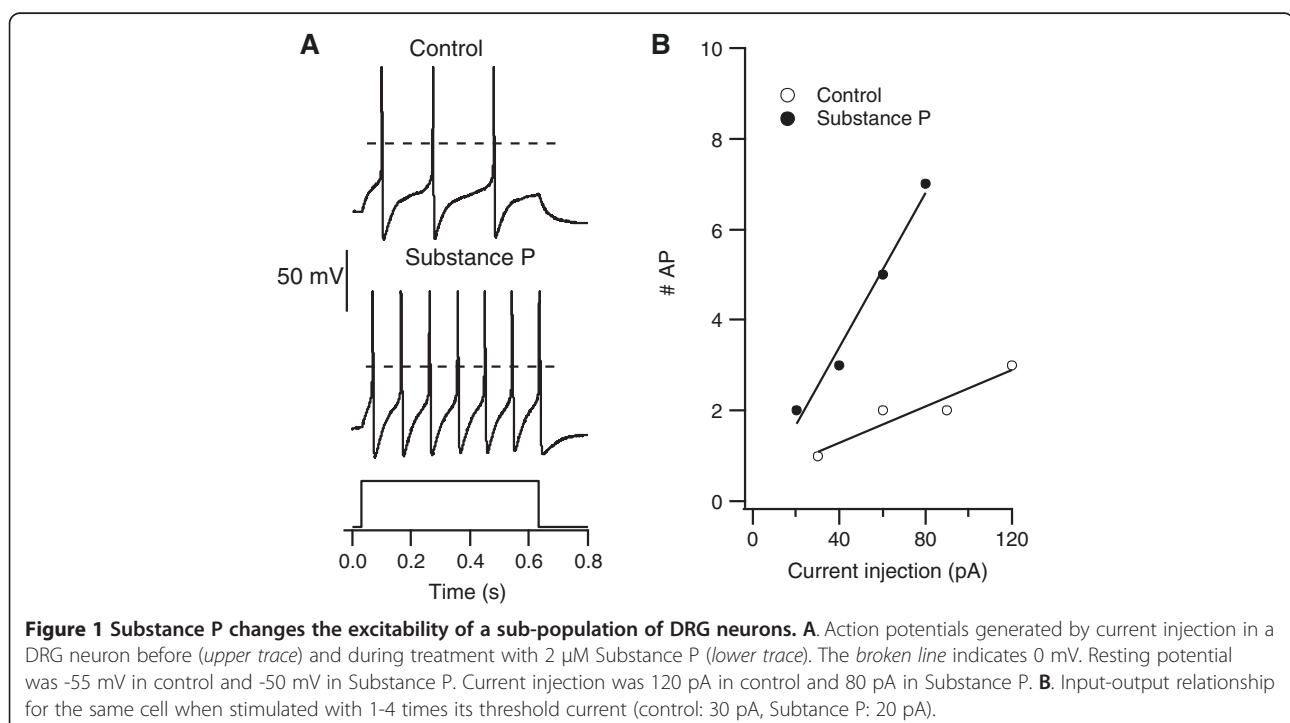 A
Control
Substance P
50 mV
0.0 0.2 0.4 0.6 0.8
Time (s)
B
10
8
6
4
2
0
# AP
Control
Substance P
0 40 80 120
Current injection (pA)
Figure 1 Substance P changes the excitability of a sub-population of DRG neurons. A. Action potentials generated by current injection in a
DRG neuron before (upper trace) and during treatment with 2 μM Substance P (lower trace). The broken line indicates 0 mV. Resting potential
was -55 mV in control and -50 mV in Substance P. Current injection was 120 pA in control and 80 pA in Substance P. B. Input-output relationship
for the same cell when stimulated with 1-4 times its threshold current (control: 30 pA, Subtance P: 20 pA).